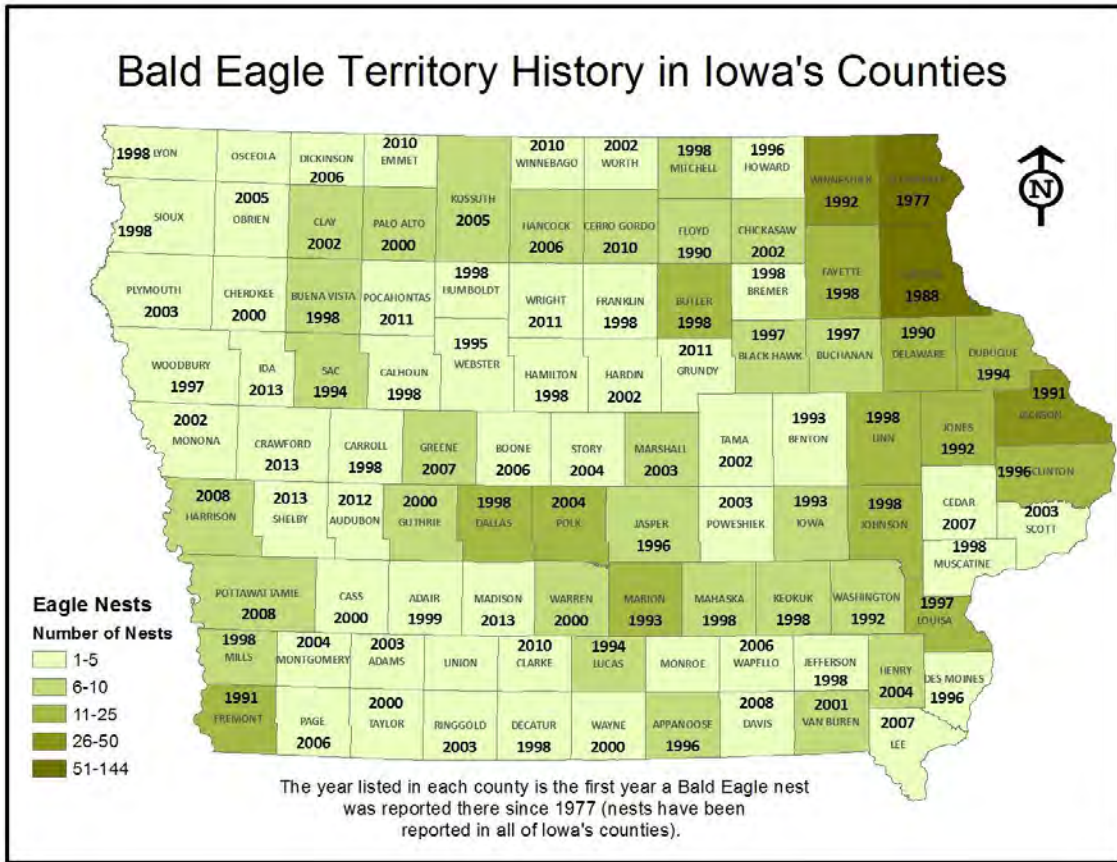 Bald Eagle Territory History in Iowa's Counties
1998 LYON
OSCEOLA
DICKINSON
2006
2010
EMMET
2010
WINNEBAGO
2002
WORTH
1998
MITCHELL
1996
HOWARD
WINNESHIEK
1992
1977
N
SIOUX
1998
2005
OBRIEN
CLAY
2002
PALO ALTO
2000
KOSSUTH
2005
HANCOCK
2006
CERRO GORDO
2010
FLOYD
1990
CHICKASAW
2002
FAYETTE
1998
1988
PLYMOUTH
2003
CHEROKEE
2000
BUENA VISTA
1998
POCAHONTAS
2011
1998
HUMBOLDT
WRIGHT
2011
FRANKLIN
1998
BUTLER
1998
1998
BREMER
WOODBURY
1997
IDA
2013
SAC
1994
CALHOUN
1998
1995
WEBSTER
HAMILTON
1998
HARDIN
2002
2011
GRUNDY
1997
BLACK HAWK
1997
BUCHANAN
1990
DELAWARE
DUBUQUE
1994
2002
MONONA
CRAWFORD
2013
CARROLL
1998
GREENE
2007
BOONE
2006
STORY
2004
MARSHALL
2003
TAMA
2002
1993
BENTON
1998
LINN
JONES
1992
1991
JACKSON
1996 CLINTON
2008
HARRISON
2013
SHELBY
2012
AUDUBON
2000
GUTHRIE
1998
DALLAS
2004
POLK
JASPER
1996
2003
POWESHIEK
1993
IOWA
1998
JOHNSON
CEDAR
2007
2003
SCOTT
1998
MUSCATINE
POTTAWATTAMIE
2008
CASS
2000
ADAIR
1999
MADISON
2013
WARREN
2000
MARION
1993
MAHASKA
1998
KEOKUK
1998
WASHINGTON
1992
1997
LOUISA
1998
MILLS
2004
MONTGOMERY
2003
ADAMS
UNION
2010
CLARKE
1994
LUCAS
MONROE
2006
WAPELLO
JEFFERSON
1998
HENRY
2004
DES MOINES
1996
1991
FREMONT
PAGE
2006
2000
TAYLOR
RINGGOLD
2003
DECATUR
1998
WAYNE
2000
APPANOOSE
1996
2008
DAVIS
2001
VAN BUREN
2007
LEE
Eagle Nests
Number of Nests
1-5
6-10
11-25
26-50
51-144
The year listed in each county is the first year a Bald Eagle nest
was reported there since 1977 (nests have been
reported in all of Iowa's counties).